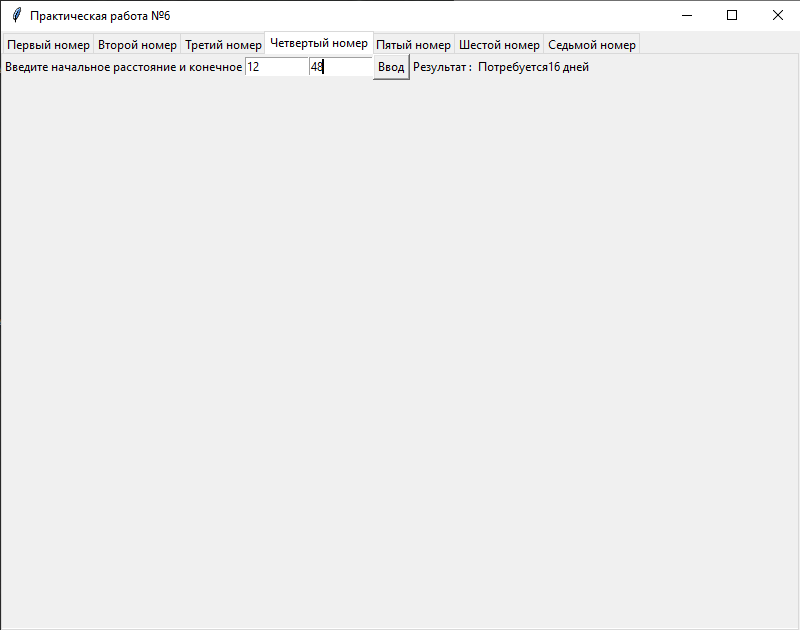 Практическая работа №6
Первый номер Второй номер Третий номер Четвертый номер Пятый номер Шестой номер Седьмой номер
Введите начальное расстояние и конечное 12 48 Ввод Результат : Потребуется16 дней